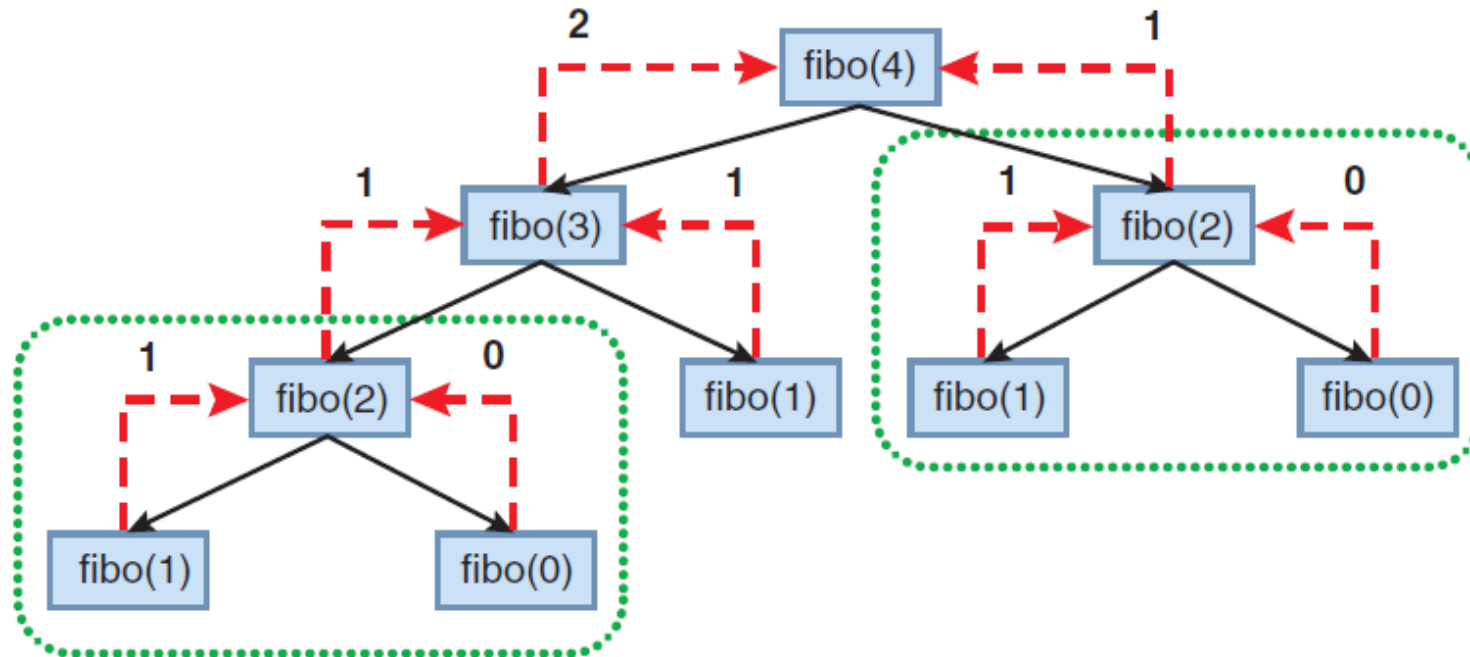 2 fibo(4) 1
1 fibo(3) 1 1 fibo(2) 0
1 fibo(2) 0 fibo(1) fibo(1) fibo(0)
fibo(1) fibo(0)